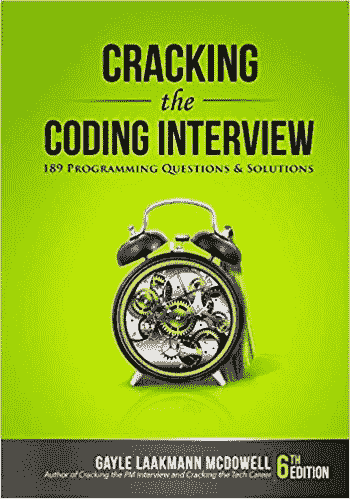 CRACKING
the
CODING INTERVIEW
189 PROGRAMMING QUESTIONS & SOLUTIONS
GAYLE LAAKMANN MCDOWELL
Author of Cracking the PM Interview and Cracking the Tech Career
6TH EDITION